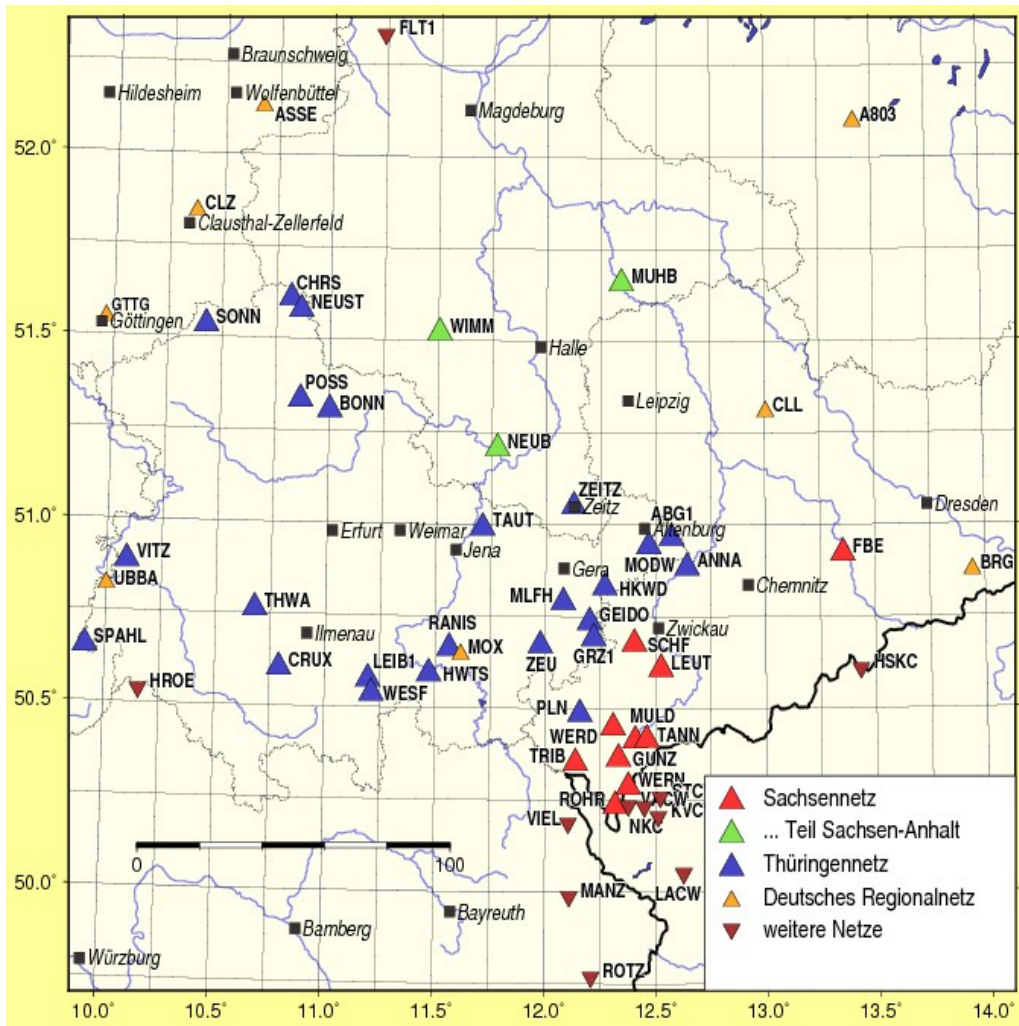 FLT1
Braunschweig
Hildesheim
Wolfenbüttel
ASSE
Magdeburg
A803
52.0°
CLZ
Clausthal-Zellerfeld
CHRS
NEUST
MUHB
GTTG
Göttingen
SONN
51.5°
WIMM
Halle
POSS
BONN
Leipzig
CLL
NEUB
ZEITZ
Zeitz
ABG1
Dresden
51.0°
TAUT
Erfurt
Weimar
Altenburg
Jena
MODW
ANNA
FBE
VITZ
UBBA
Gera
HKWD
Chemnitz
BRG
MLFH
THWA
GEIDO
RANIS
Ilmenau
Zwickau
SPAHL
MOX
SCHF
GRZ1
ZEU
CRUX
LEIB1
HWTS
LEUT
HSKC
HROE
WESF
50.5°
PLN
MULD
WERD
TANN
TRIB
GUNZ
WERN
STC
ROHR
VACW
KVC
VIEL
NKC
0
100
50.0°
MANZ
LACW
Bayreuth
Bamberg
Würzburg
ROTZ
Sachsennetz
... Teil Sachsen-Anhalt
Thüringennetz
Deutsches Regionalnetz
weitere Netze
10.0° 10.5° 11.0° 11.5° 12.0° 12.5° 13.0° 13.5° 14.0°